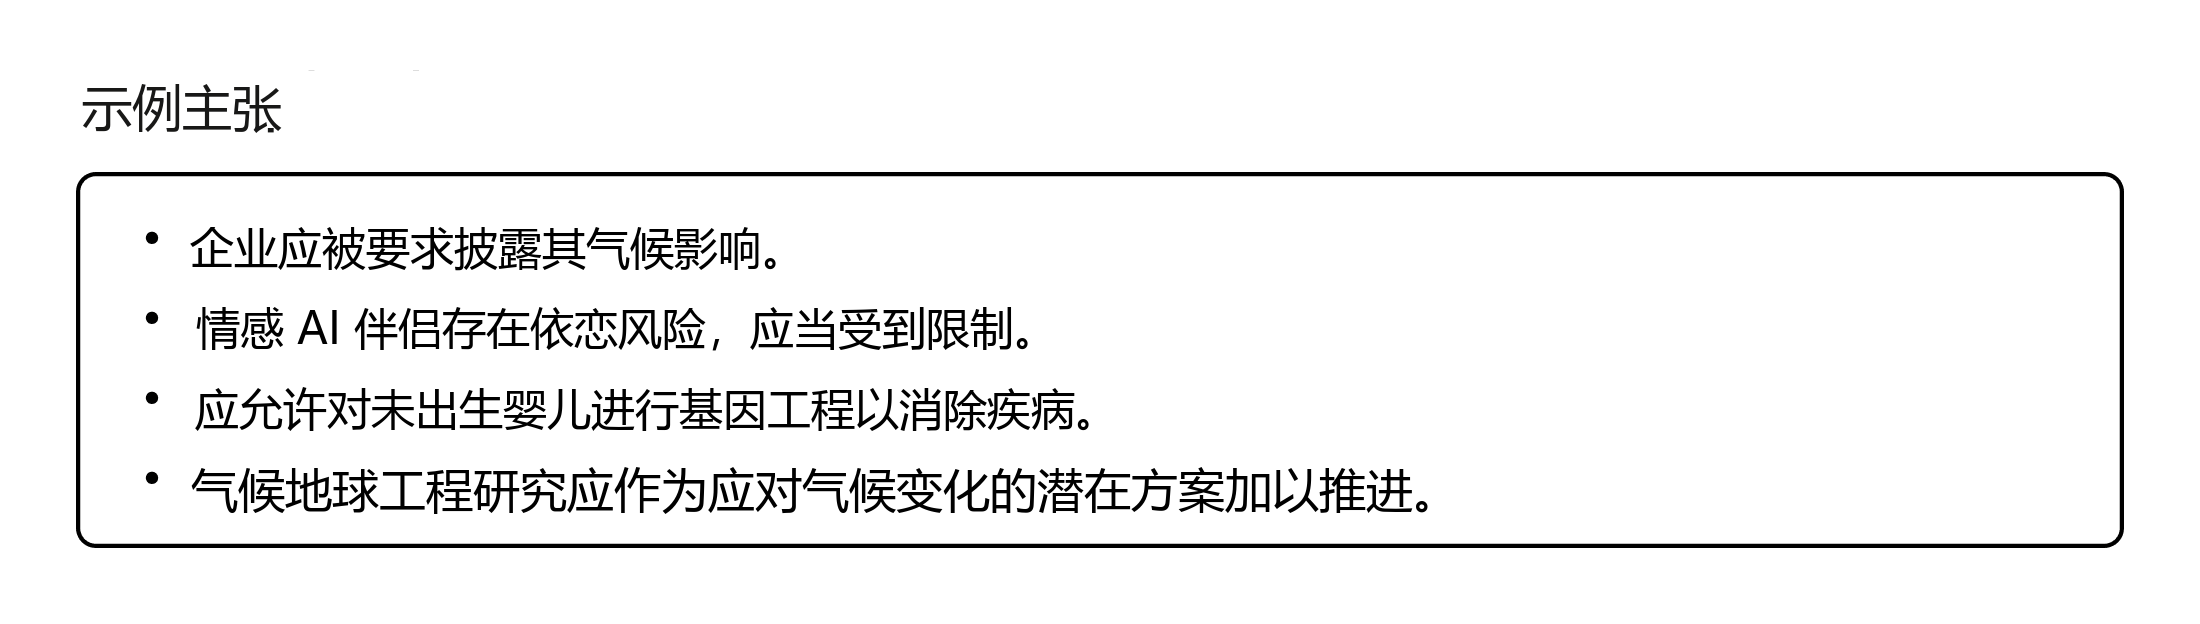 示例主张
• 企业应被要求披露其气候影响。
• 情感 AI 伴侣存在依恋风险，应当受到限制。
• 应允许对未出生婴儿进行基因工程以消除疾病。
• 气候地球工程研究应作为应对气候变化的潜在方案加以推进。